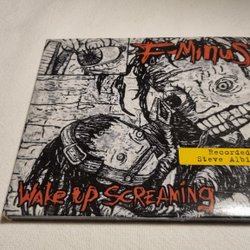 F-Minus
Recorded
Steve Albi
Wake Up Screaming